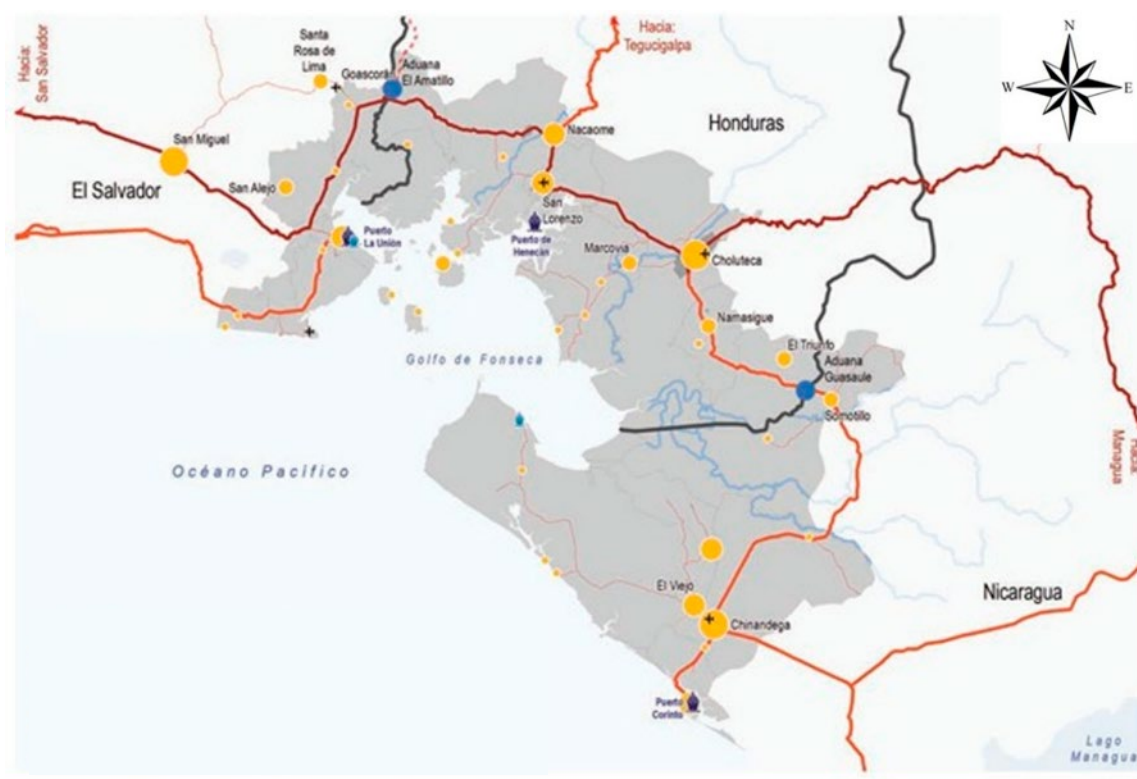 N
W
E
Hacia:
San Salvador
Santa
Rosa de
Lima
Goascorán
Aduana
El Amatillo
Hacia:
Tegucigalpa
San Miguel
Nacaome
Honduras
El Salvador
San Alejo
San
Lorenzo
Puerto
La Unión
Puerto de
Henecán
Marcovia
Choluteca
Namasigue
El Triunfo
Golfo de Fonseca
Aduana
Guasaule
Somotillo
Hacia:
Managua
Océano Pacífico
El Viejo
Chinandega
Nicaragua
Puerto
Corinto
Lago
Managua